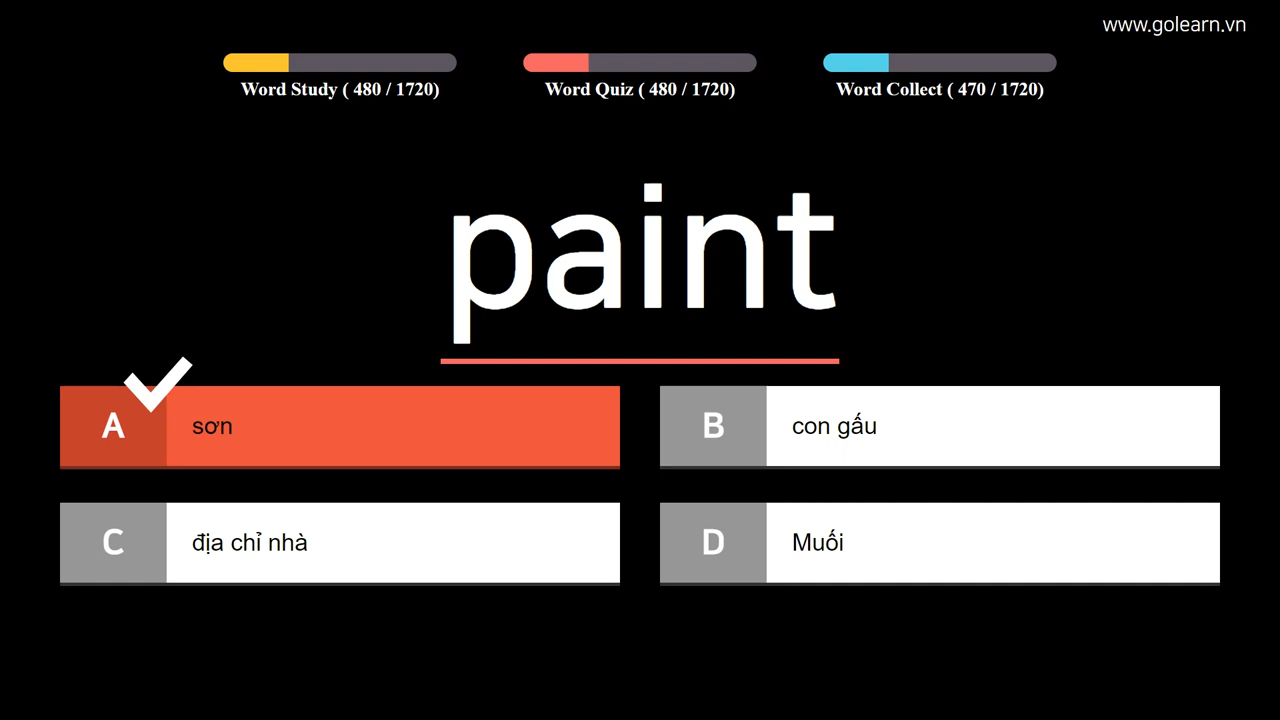 www.golearn.vn
Word Study ( 480 / 1720)
Word Quiz ( 480 / 1720)
Word Collect ( 470 / 1720)
paint
A sơn
B con gấu
C địa chỉ nhà
D Muối